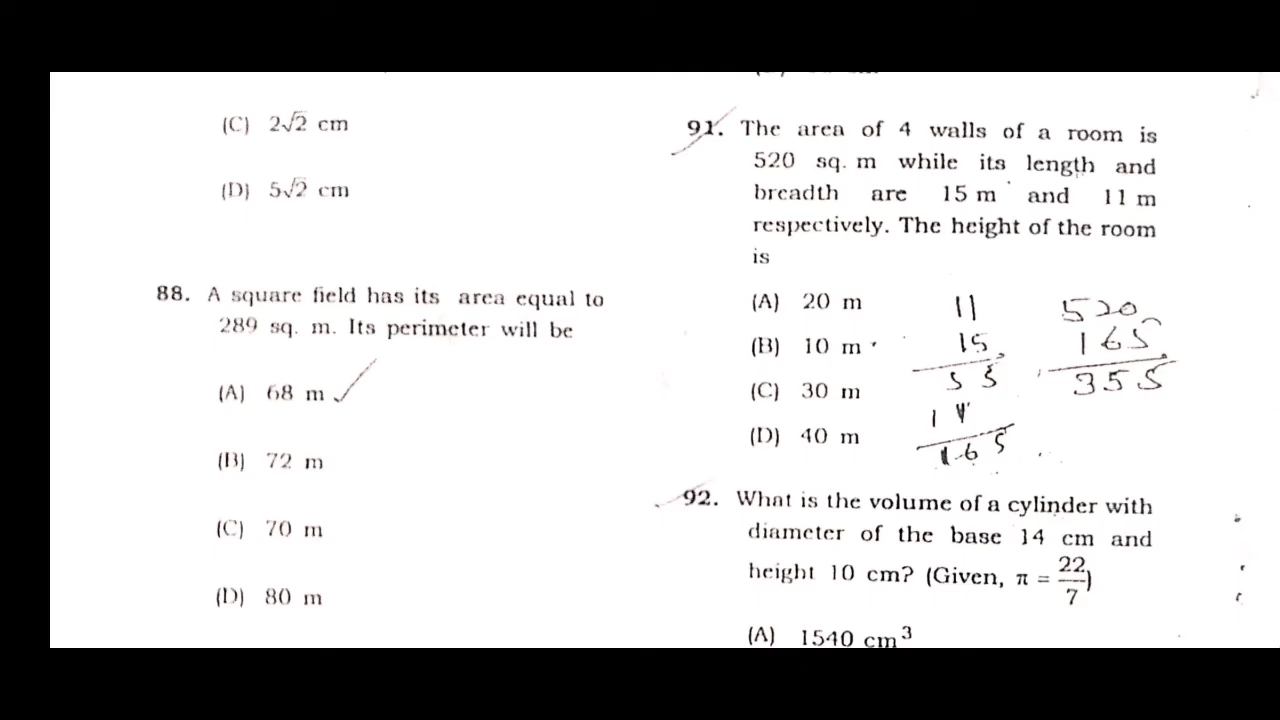 (C) 2√2 cm
(D) 5√2 cm
88. A square field has its area equal to
289 sq. m. Its perimeter will be
(A) 68 m ✓
(B) 72 m
(C) 70 m
(D) 80 m
91. The area of 4 walls of a room is
520 sq. m while its length and
breadth are 15 m and 11 m
respectively. The height of the room
is
(A) 20 m
(B) 10 m
(C) 30 m
(D) 40 m
11
15
55
11
165
520
165
355
92. What is the volume of a cylinder with
diameter of the base 14 cm and
height 10 cm? (Given, π = 22/7)
(A) 1540 cm³